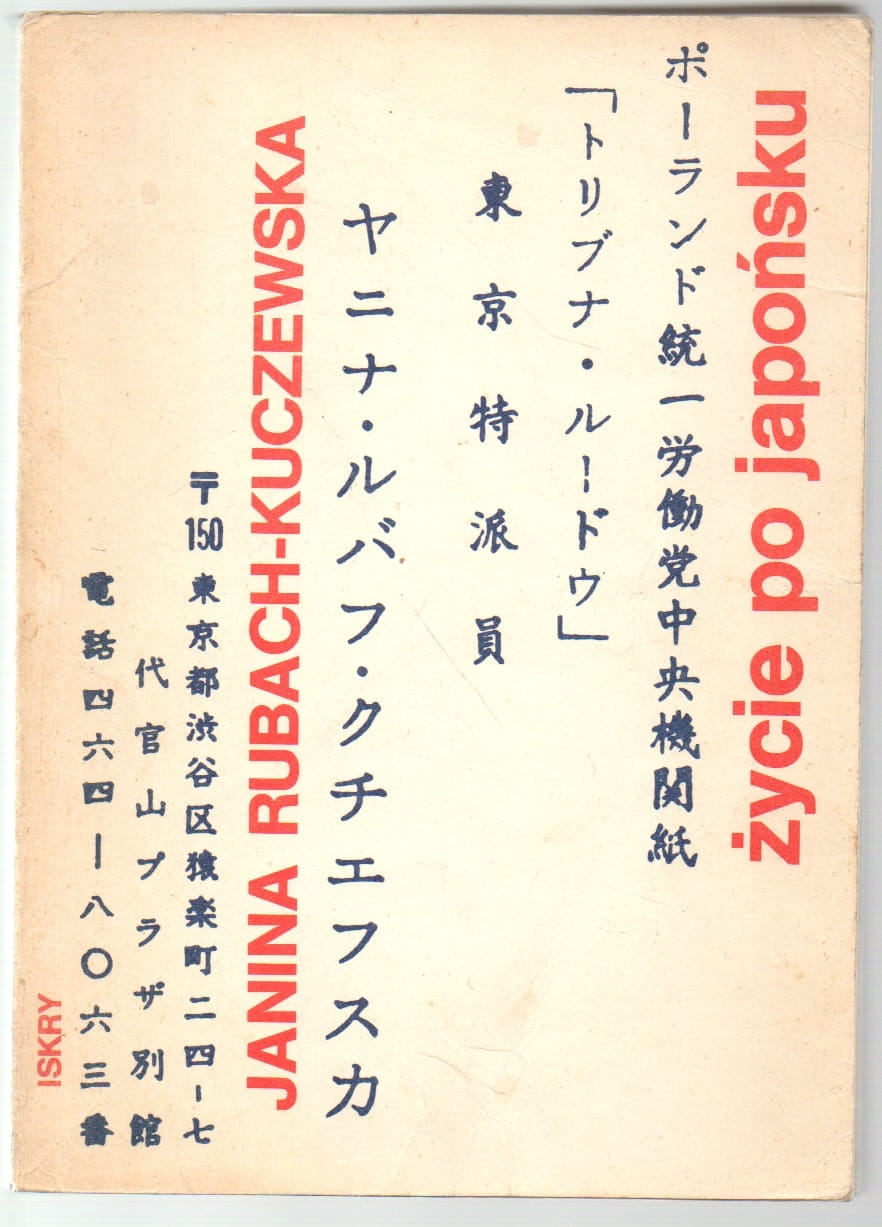 życie po japońsku
ポーランド統一労働党中央機関紙
「トリブナ・ルードゥ」
東京特派員
ヤニナ・ルバフ・クチエフスカ
JANINA RUBACH-KUCZEWSKA
〒150 東京都渋谷区猿楽町二四-七
代官山プラザ別館
電話四六四-八〇六三番
ISKRY